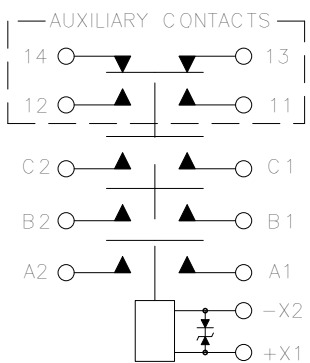 AUXILIARY CONTACTS
14 13
12 11
C2 C1
B2 B1
A2 A1
-X2
+X1